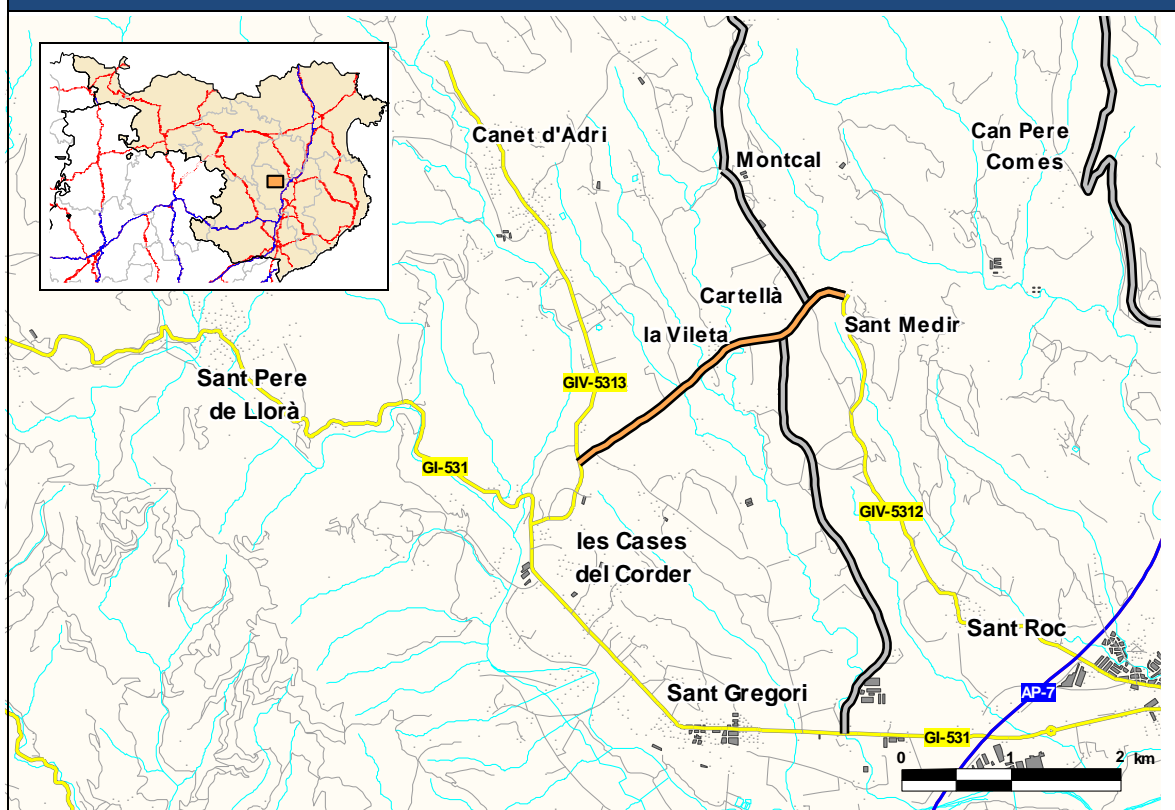 Canet d'Adri
Can Pere
Comes
Montcal
Cartellà
Sant Medir
la Vileta
Sant Pere
de Llorà
GIV-5313
GI-531
GIV-5312
les Cases
del Corder
Sant Roc
Sant Gregori
AP-7
GI-531
0 1 2 km